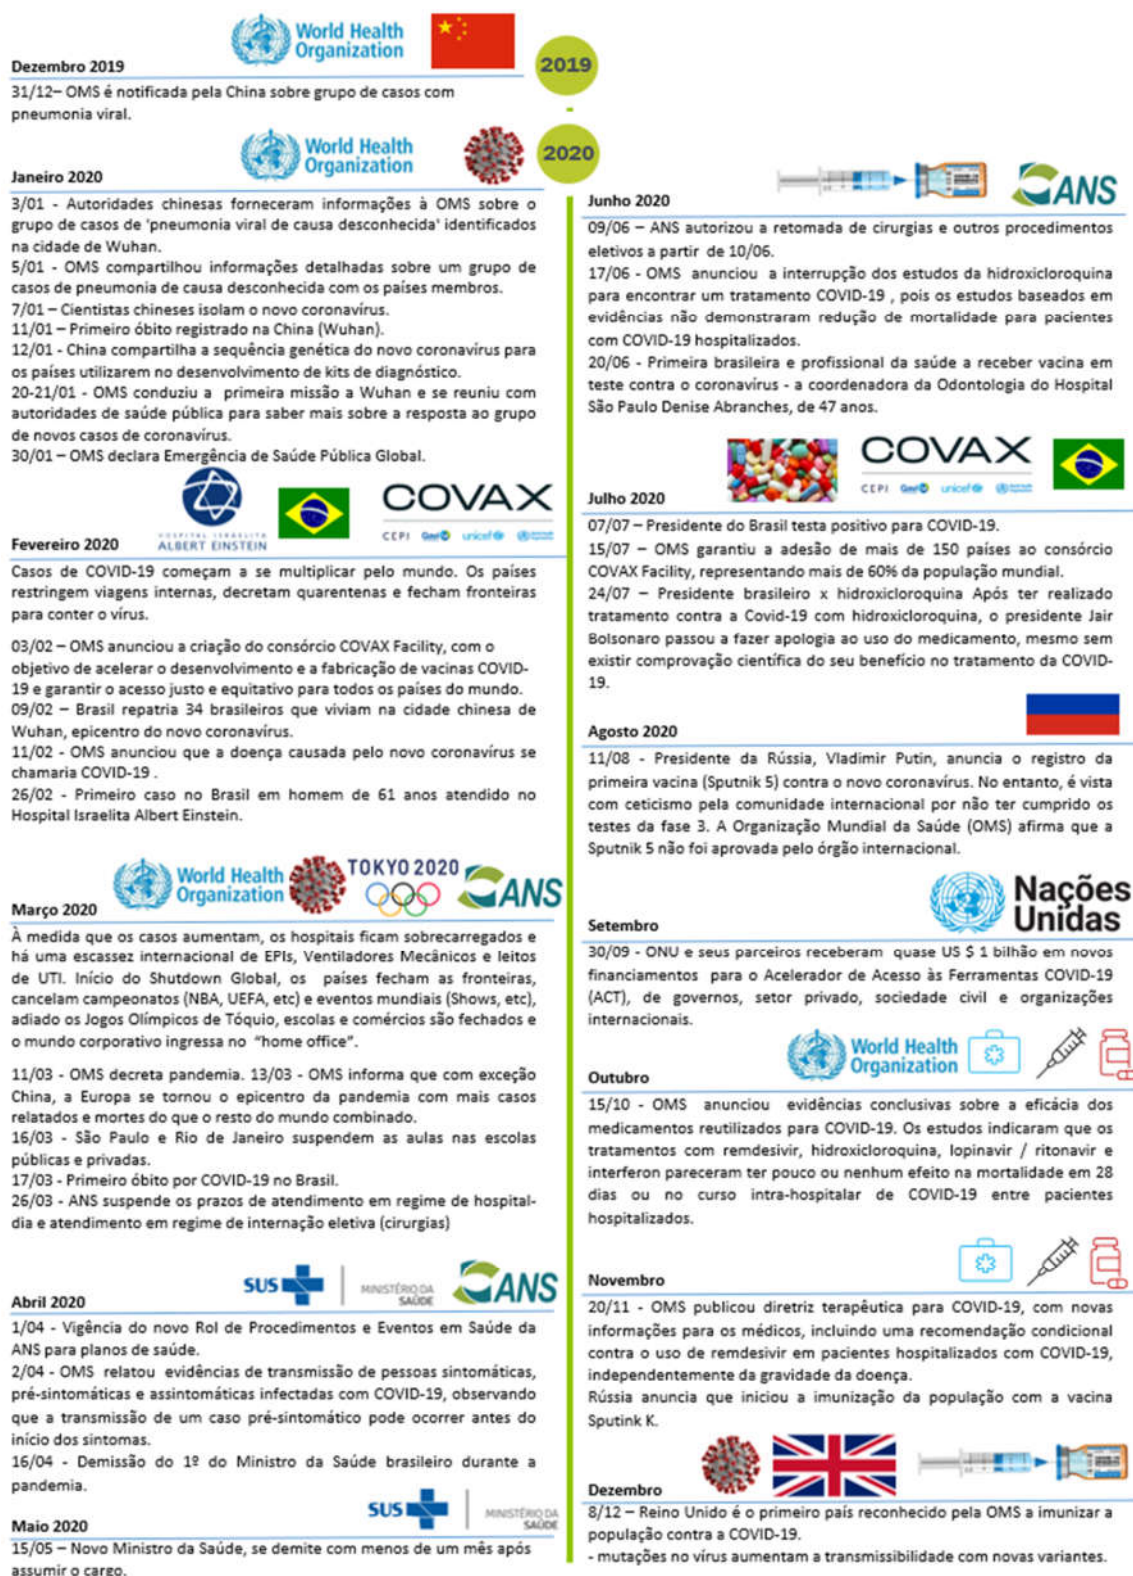 World Health
Organization
Dezembro 2019
2019
31/12– OMS é notificada pela China sobre grupo de casos com
pneumonia viral.
-
World Health
Organization
2020
Janeiro 2020
3/01 - Autoridades chinesas forneceram informações à OMS sobre o
grupo de casos de 'pneumonia viral de causa desconhecida' identificados
na cidade de Wuhan.
5/01 - OMS compartilhou informações detalhadas sobre um grupo de
casos de pneumonia de causa desconhecida com os países membros.
7/01 – Cientistas chineses isolam o novo coronavírus.
11/01 – Primeiro óbito registrado na China (Wuhan).
12/01 - China compartilha a sequência genética do novo coronavírus para
os países utilizarem no desenvolvimento de kits de diagnóstico.
20-21/01 - OMS conduziu a primeira missão a Wuhan e se reuniu com
autoridades de saúde pública para saber mais sobre a resposta ao grupo
de novos casos de coronavírus.
30/01 – OMS declara Emergência de Saúde Pública Global.
HOSPITAL ISRAELITA
ALBERT EINSTEIN
COVAX
CEPI Gavi unicef
Fevereiro 2020
Casos de COVID-19 começam a se multiplicar pelo mundo. Os países
restringem viagens internas, decretam quarentenas e fecham fronteiras
para conter o vírus.
03/02 – OMS anunciou a criação do consórcio COVAX Facility, com o
objetivo de acelerar o desenvolvimento e a fabricação de vacinas COVID-
19 e garantir o acesso justo e equitativo para todos os países do mundo.
09/02 – Brasil repatria 34 brasileiros que viviam na cidade chinesa de
Wuhan, epicentro do novo coronavírus.
11/02 - OMS anunciou que a doença causada pelo novo coronavírus se
chamaria COVID-19 .
26/02 - Primeiro caso no Brasil em homem de 61 anos atendido no
Hospital Israelita Albert Einstein.
World Health
Organization
TOKYO 2020
ANS
Março 2020
À medida que os casos aumentam, os hospitais ficam sobrecarregados e
há uma escassez internacional de EPIs, Ventiladores Mecânicos e leitos
de UTI. Início do Shutdown Global, os países fecham as fronteiras,
cancelam campeonatos (NBA, UEFA, etc) e eventos mundiais (Shows, etc),
adiado os Jogos Olímpicos de Tóquio, escolas e comércios são fechados e
o mundo corporativo ingressa no "home office".
11/03 - OMS decreta pandemia. 13/03 - OMS informa que com exceção
China, a Europa se tornou o epicentro da pandemia com mais casos
relatados e mortes do que o resto do mundo combinado.
16/03 - São Paulo e Rio de Janeiro suspendem as aulas nas escolas
públicas e privadas.
17/03 - Primeiro óbito por COVID-19 no Brasil.
26/03 - ANS suspende os prazos de atendimento em regime de hospital-
dia e atendimento em regime de internação eletiva (cirurgias)
SUS
MINISTÉRIO DA
SAÚDE
ANS
Abril 2020
1/04 - Vigência do novo Rol de Procedimentos e Eventos em Saúde da
ANS para planos de saúde.
2/04 - OMS relatou evidências de transmissão de pessoas sintomáticas,
pré-sintomáticas e assintomáticas infectadas com COVID-19, observando
que a transmissão de um caso pré-sintomático pode ocorrer antes do
início dos sintomas.
16/04 - Demissão do 1º do Ministro da Saúde brasileiro durante a
pandemia.
SUS
MINISTÉRIO DA
SAÚDE
Maio 2020
15/05 – Novo Ministro da Saúde, se demite com menos de um mês após
assumir o cargo.
ANS
Junho 2020
09/06 – ANS autorizou a retomada de cirurgias e outros procedimentos
eletivos a partir de 10/06.
17/06 - OMS anunciou a interrupção dos estudos da hidroxicloroquina
para encontrar um tratamento COVID-19 , pois os estudos baseados em
evidências não demonstraram redução de mortalidade para pacientes
com COVID-19 hospitalizados.
20/06 - Primeira brasileira e profissional da saúde a receber vacina em
teste contra o coronavírus - a coordenadora da Odontologia do Hospital
São Paulo Denise Abranches, de 47 anos.
COVAX
CEPI Gavi unicef
Julho 2020
07/07 – Presidente do Brasil testa positivo para COVID-19.
15/07 – OMS garantiu a adesão de mais de 150 países ao consórcio
COVAX Facility, representando mais de 60% da população mundial.
24/07 – Presidente brasileiro x hidroxicloroquina Após ter realizado
tratamento contra a Covid-19 com hidroxicloroquina, o presidente Jair
Bolsonaro passou a fazer apologia ao uso do medicamento, mesmo sem
existir comprovação científica do seu benefício no tratamento da COVID-
19.
Agosto 2020
11/08 - Presidente da Rússia, Vladimir Putin, anuncia o registro da
primeira vacina (Sputnik 5) contra o novo coronavírus. No entanto, é vista
com ceticismo pela comunidade internacional por não ter cumprido os
testes da fase 3. A Organização Mundial da Saúde (OMS) afirma que a
Sputnik 5 não foi aprovada pelo órgão internacional.
Nações
Unidas
Setembro
30/09 - ONU e seus parceiros receberam quase US $ 1 bilhão em novos
financiamentos para o Acelerador de Acesso às Ferramentas COVID-19
(ACT), de governos, setor privado, sociedade civil e organizações
internacionais.
World Health
Organization
Outubro
15/10 - OMS anunciou evidências conclusivas sobre a eficácia dos
medicamentos reutilizados para COVID-19. Os estudos indicaram que os
tratamentos com remdesivir, hidroxicloroquina, lopinavir / ritonavir e
interferon pareceram ter pouco ou nenhum efeito na mortalidade em 28
dias ou no curso intra-hospitalar de COVID-19 entre pacientes
hospitalizados.
Novembro
20/11 - OMS publicou diretriz terapêutica para COVID-19, com novas
informações para os médicos, incluindo uma recomendação condicional
contra o uso de remdesivir em pacientes hospitalizados com COVID-19,
independentemente da gravidade da doença.
Rússia anuncia que iniciou a imunização da população com a vacina
Sputink K.
Dezembro
8/12 – Reino Unido é o primeiro país reconhecido pela OMS a imunizar a
população contra a COVID-19.
- mutações no vírus aumentam a transmissibilidade com novas variantes.